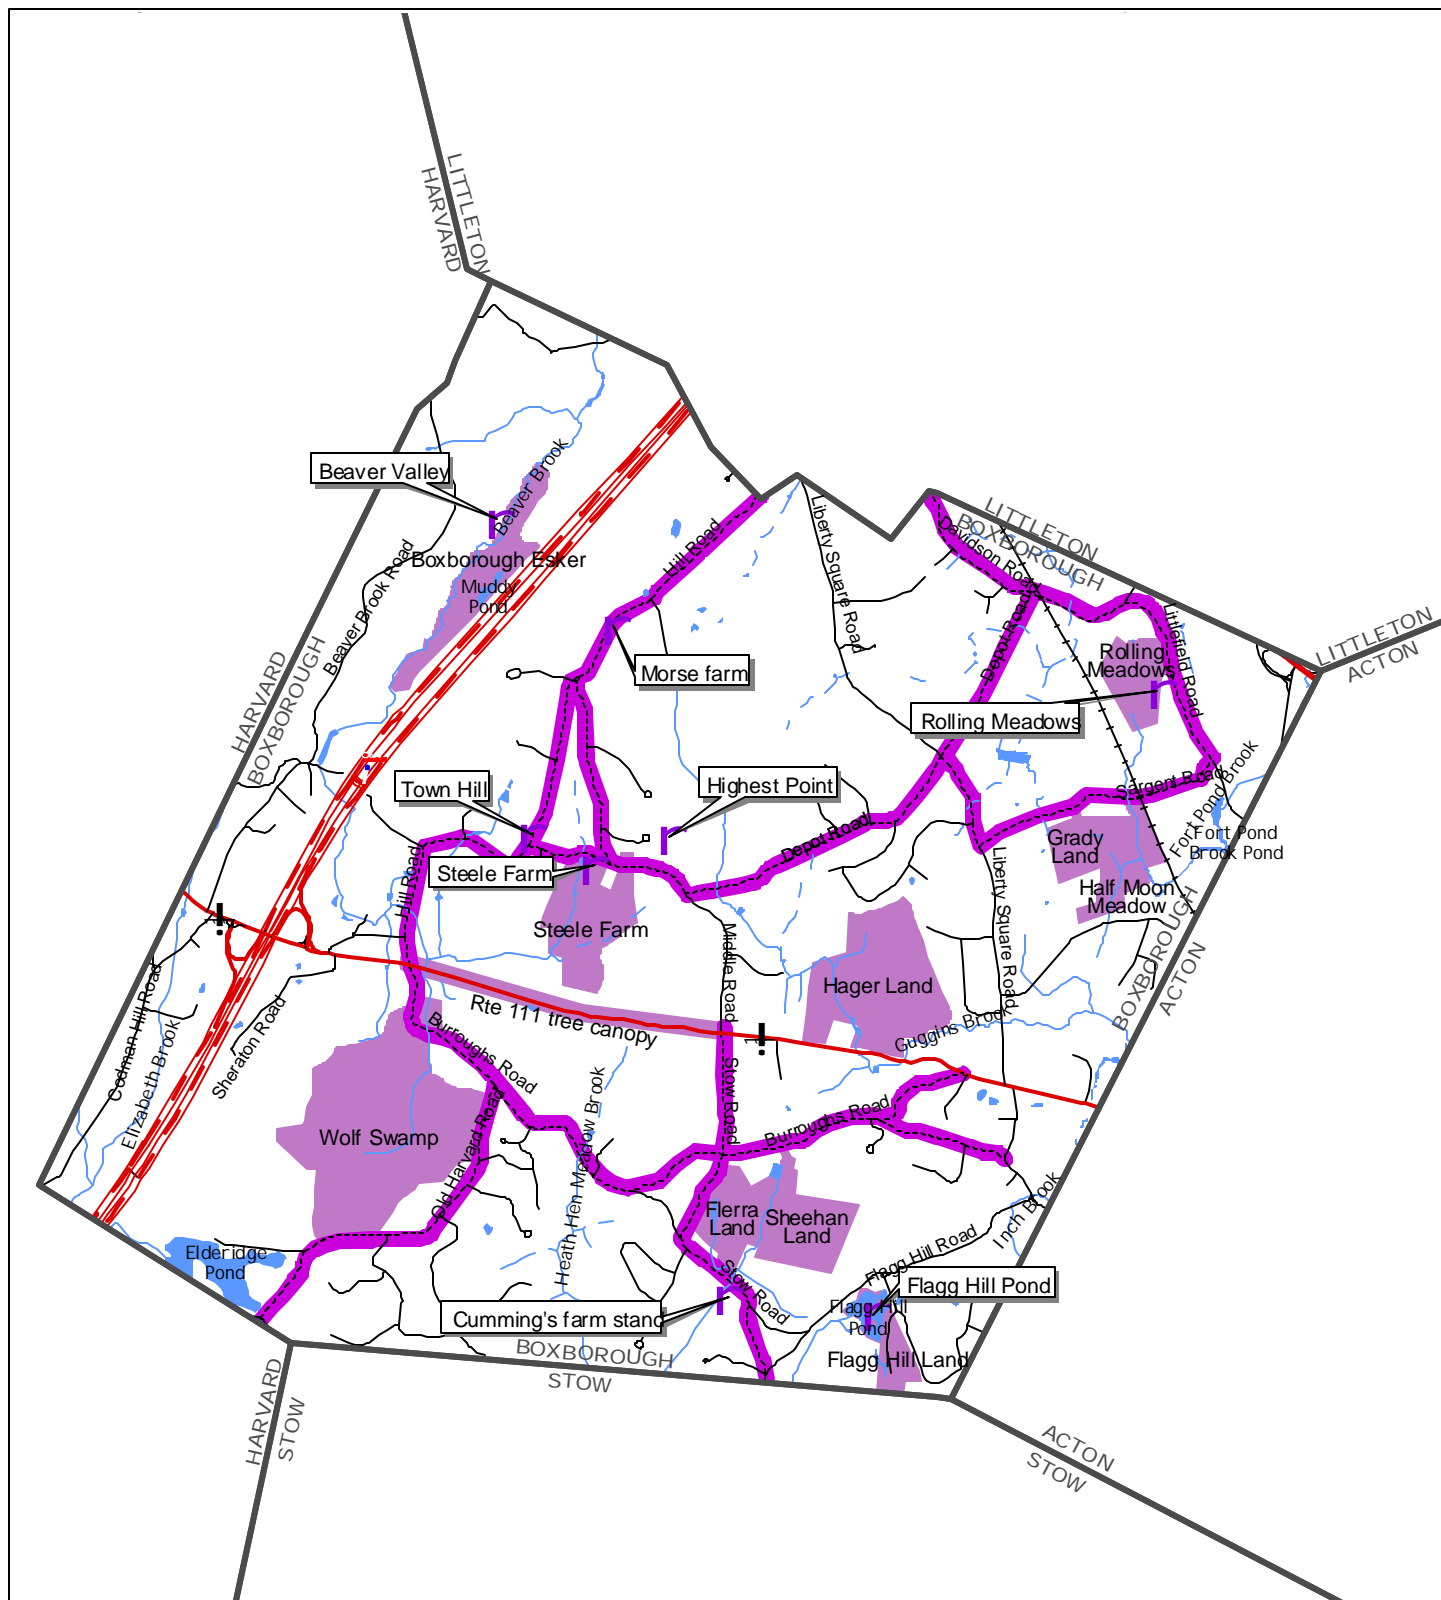 LITTLETON
HARVARD
Beaver Valley
Beaver Brook
Boxborough Esker
Muddy
Pond
Beaver Brook Road
HARVARD
BOXBOROUGH
Hill Road
Liberty Square Road
LITTLETON
BOXBOROUGH
Davidson Road
Depot Road
Littlefield Road
LITTLETON
ACTON
Rolling
Meadows
Rolling Meadows
Morse farm
Town Hill
Highest Point
Steele Farm
Steele Farm
Hill Road
Depot Road
Sargent Road
Fort Pond Brook
Fort Pond
Brook Pond
Grady
Land
Half Moon
Meadow
BOXBOROUGH
ACTON
Liberty Square Road
Middle Road
Hager Land
Guggins Brook
Rte 111 tree canopy
Codman Hill Road
Elizabeth Brook
Sheraton Road
Burroughs Road
Wolf Swamp
Old Harvard Road
Heath Hen Meadow Brook
Stow Road
Burroughs Road
Flerra
Land
Sheehan
Land
Inch Brook
Flagg Hill Road
Elderidge
Pond
Stow Road
Cumming's farm stand
Flagg Hill Pond
Flagg Hill
Pond
Flagg Hill Land
BOXBOROUGH
STOW
HARVARD
STOW
ACTON
STOW